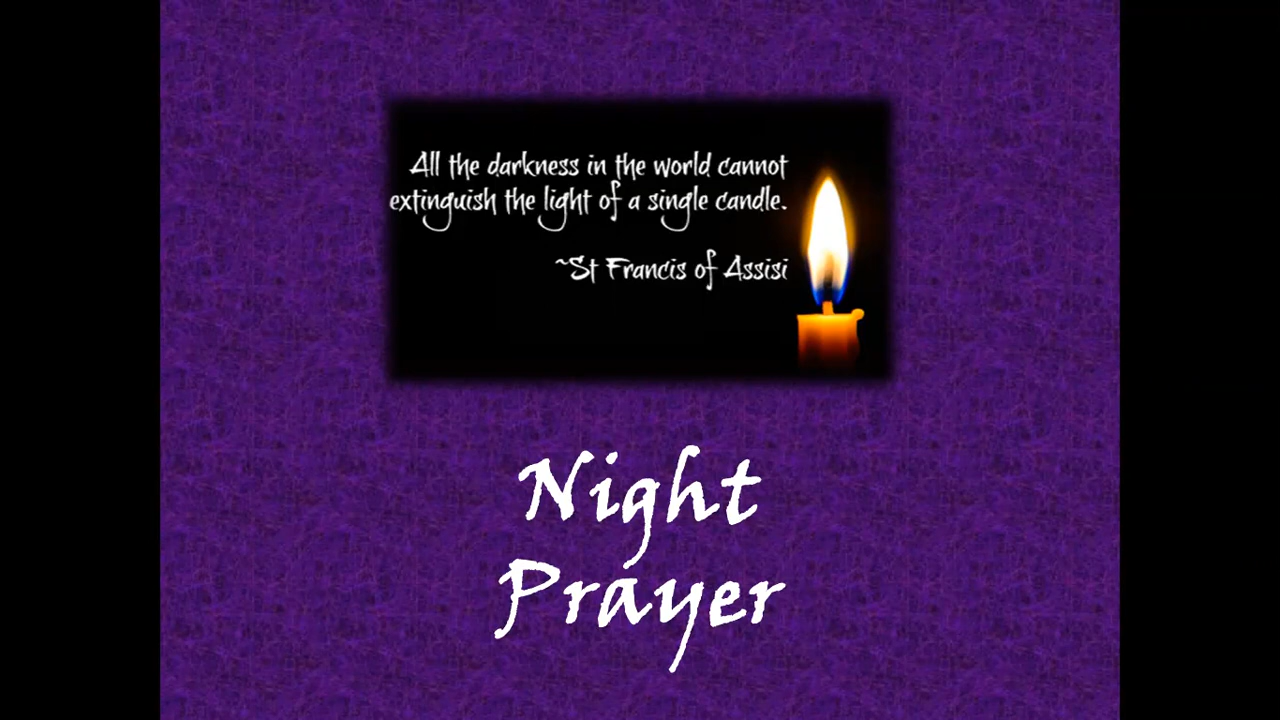 All the darkness in the world cannot
extinguish the light of a single candle.
~St Francis of Assisi
Night
Prayer